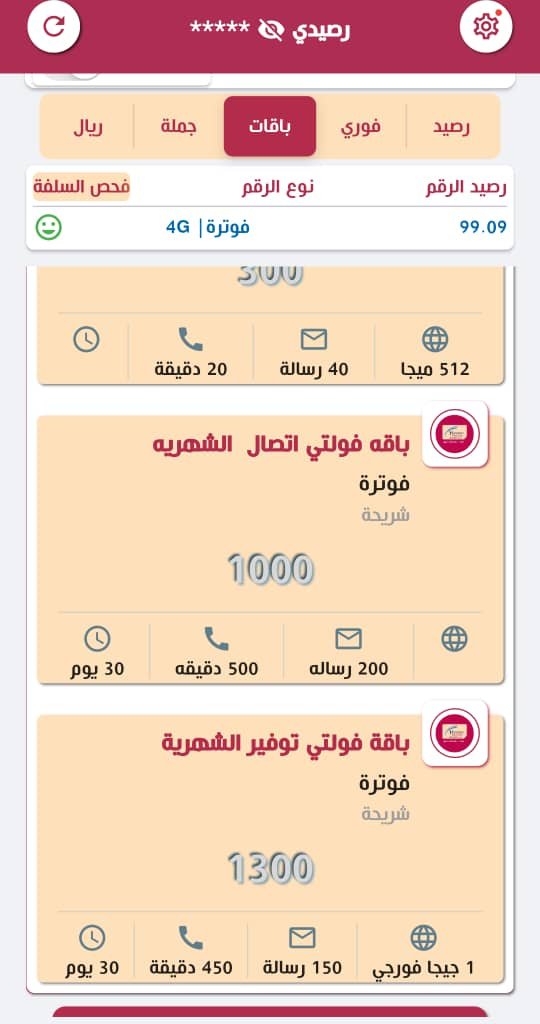 رصيدي *****
رصيد
فوري
باقات
جملة
ريال
رصيد الرقم
نوع الرقم
فحص السلفة
99.09
فوترة | 4G
300
512 ميجا
40 رسالة
20 دقيقة
باقه فولتي اتصال الشهريه
فوترة
شريحة
1000
200 رساله
500 دقيقه
30 يوم
باقة فولتي توفير الشهرية
فوترة
شريحة
1300
1 جيجا فورجي
150 رسالة
450 دقيقة
30 يوم